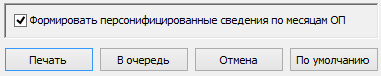 Формировать персонифицированные сведения по месяцам ОП
Печать В очередь Отмена По умолчанию